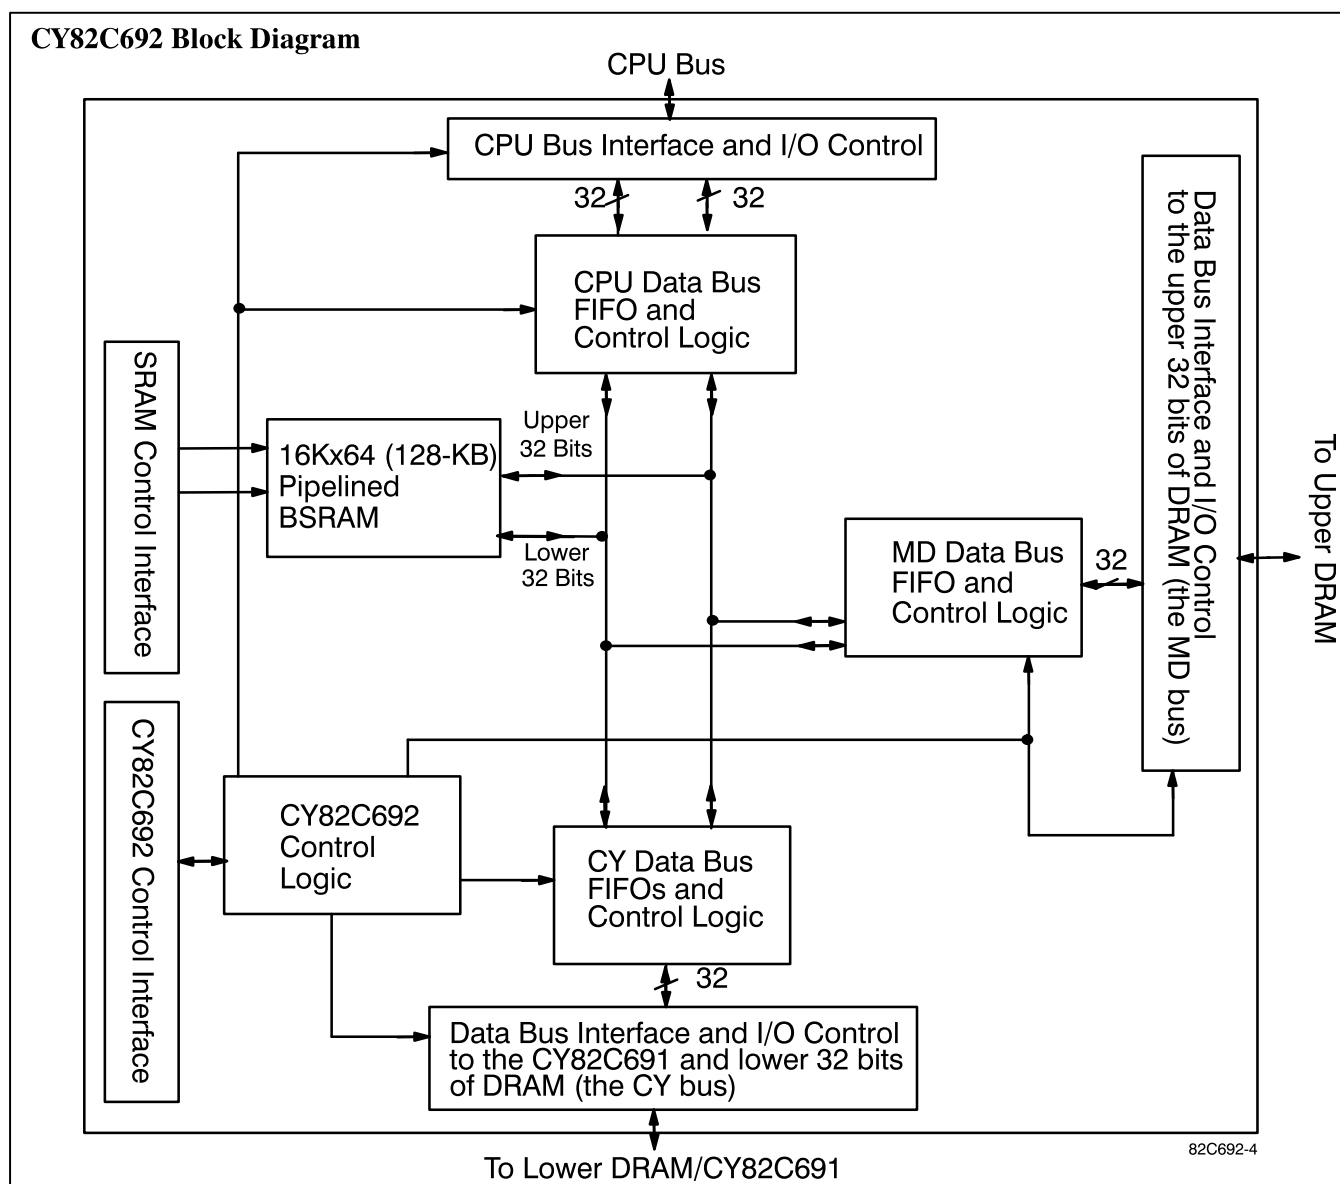 CY82C692 Block Diagram
CPU Bus
CPU Bus Interface and I/O Control
32
32
CPU Data Bus
FIFO and
Control Logic
Data Bus Interface and I/O Control
to the upper 32 bits of DRAM (the MD bus)
SRAM Control Interface
16Kx64 (128-KB)
Pipelined
BSRAM
Upper
32 Bits
Lower
32 Bits
MD Data Bus
FIFO and
Control Logic
32
To Upper DRAM
CY82C692 Control Interface
CY82C692
Control
Logic
CY Data Bus
FIFOs and
Control Logic
32
Data Bus Interface and I/O Control
to the CY82C691 and lower 32 bits
of DRAM (the CY bus)
82C692-4
To Lower DRAM/CY82C691